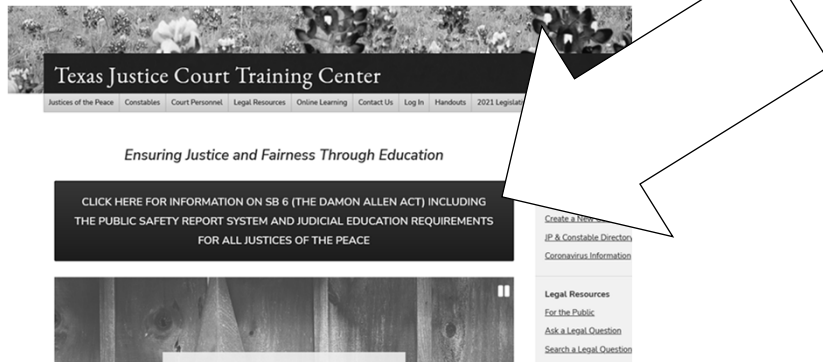 Texas Justice Court Training Center
Justices of the Peace Constables Court Personnel Legal Resources Online Learning Contact Us Log In Handouts 2021
Ensuring Justice and Fairness Through Education
CLICK HERE FOR INFORMATION ON SB 6 (THE DAMON ALLEN ACT) INCLUDING
THE PUBLIC SAFETY REPORT SYSTEM AND JUDICIAL EDUCATION REQUIREMENTS
FOR ALL JUSTICES OF THE PEACE
Create a New
JP & Constable Directory
Coronavirus Information
Legal Resources
For the Public
Ask a Legal Question
Search a Legal Question